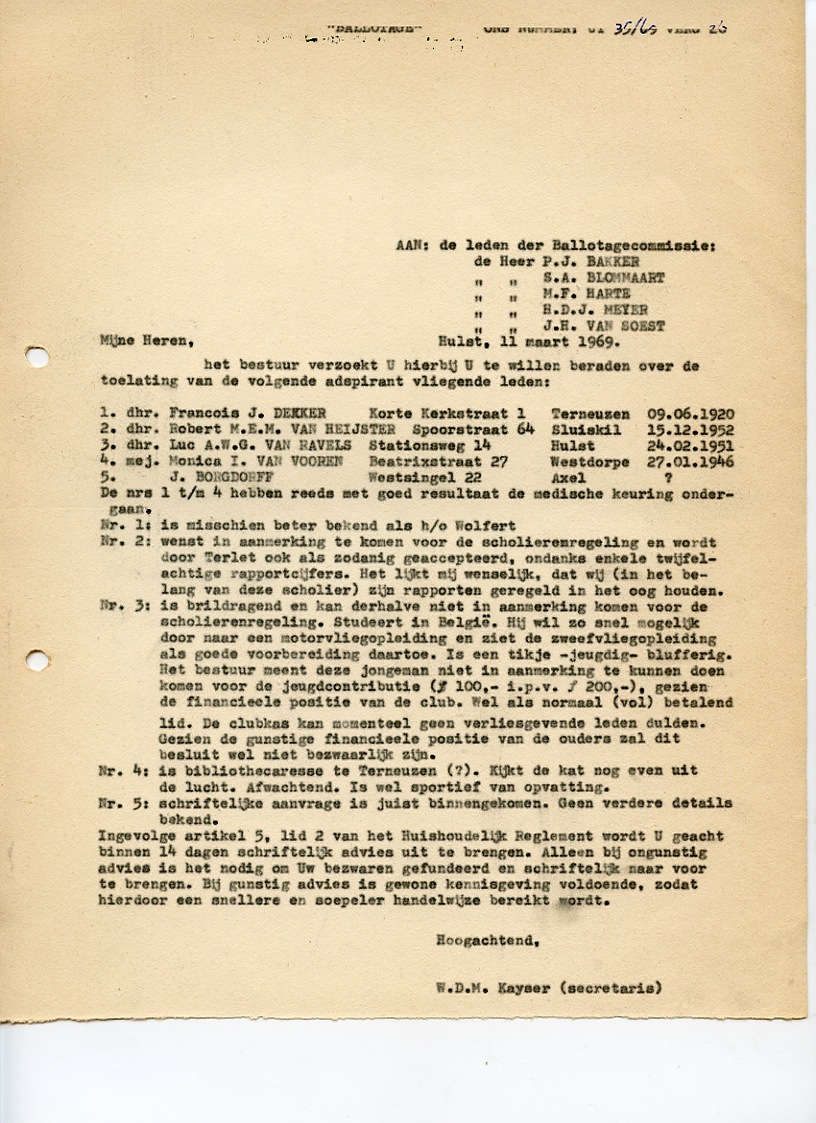 "BALLOTAGE" ONS NUMMER: 35/69
AAN: de leden der Ballotagecommissie:
de Heer P.J. BAKKER
" " S.A. BLOMMAART
" " M.F. HARTE
" " H.D.J. MEYER
" " J.H. VAN SOEST
Mijne Heren, Hulst, 11 maart 1969.
het bestuur verzoekt U hierbij U te willen beraden over de
toelating van de volgende adspirant vliegende leden:
1. dhr. Francois J. DEKKER Korte Kerkstraat 1 Terneuzen 09.06.1920
2. dhr. Robert M.E.M. VAN HEIJSTER Spoorstraat 64 Sluiskil 15.12.1952
3. dhr. Luc A.W.G. VAN RAVELS Stationsweg 14 Hulst 24.02.1951
4. mej. Monica I. VAN VOOREN Beatrixstraat 27 Westdorpe 27.01.1946
5. J. BORGDORFF Westsingel 22 Axel ?
De nrs 1 t/m 4 hebben reeds met goed resultaat de medische keuring onder-
gaan.
Nr. 1: is misschien beter bekend als h/o Wolfert
Nr. 2: wenst in aanmerking te komen voor de scholierenregeling en wordt
door Terlet ook als zodanig geaccepteerd, ondanks enkele twijfel-
achtige rapportcijfers. Het lijkt mij wenselijk, dat wij (in het be-
lang van deze scholier) zijn rapporten geregeld in het oog houden.
Nr. 3: is brildragend en kan derhalve niet in aanmerking komen voor de
scholierenregeling. Studeert in België. Hij wil zo snel mogelijk
door naar een motorvliegopleiding en ziet de zweefvliegopleiding
als goede voorbereiding daartoe. Is een tikje -jeugdig- blufferig.
Het bestuur meent deze jongeman niet in aanmerking te kunnen doen
komen voor de jeugdcontributie (ƒ 100,- i.p.v. ƒ 200,-), gezien
de financieele positie van de club. Wel als normaal (vol) betalend
lid. De clubkas kan momenteel geen verliesgevende leden dulden.
Gezien de gunstige financieele positie van de ouders zal dit
besluit wel niet bezwaarlijk zijn.
Nr. 4: is bibliothecaresse te Terneuzen (?). Kijkt de kat nog even uit
de lucht. Afwachtend. Is wel sportief van opvatting.
Nr. 5: schriftelijke aanvrage is juist binnengekomen. Geen verdere details
bekend.
Ingevolge artikel 5, lid 2 van het Huishoudelijk Reglement wordt U geacht
binnen 14 dagen schriftelijk advies uit te brengen. Alleen bij ongunstig
advies is het nodig om Uw bezwaren gefundeerd en schriftelijk naar voor
te brengen. Bij gunstig advies is gewone kennisgeving voldoende, zodat
hierdoor een snellere en soepeler handelwijze bereikt wordt.
Hoogachtend,
W.D.M. Kayser (secretaris)